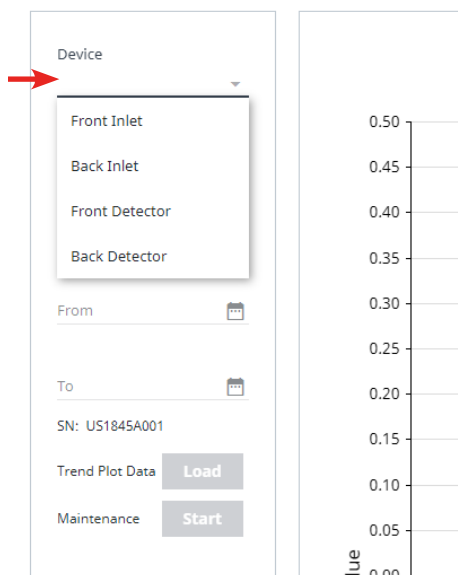 Device
Front Inlet
Back Inlet
Front Detector
Back Detector
From
To
SN: US1845A001
Trend Plot Data Load
Maintenance Start
0.50
0.45
0.40
0.35
0.30
0.25
0.20
0.15
0.10
0.05
0.00